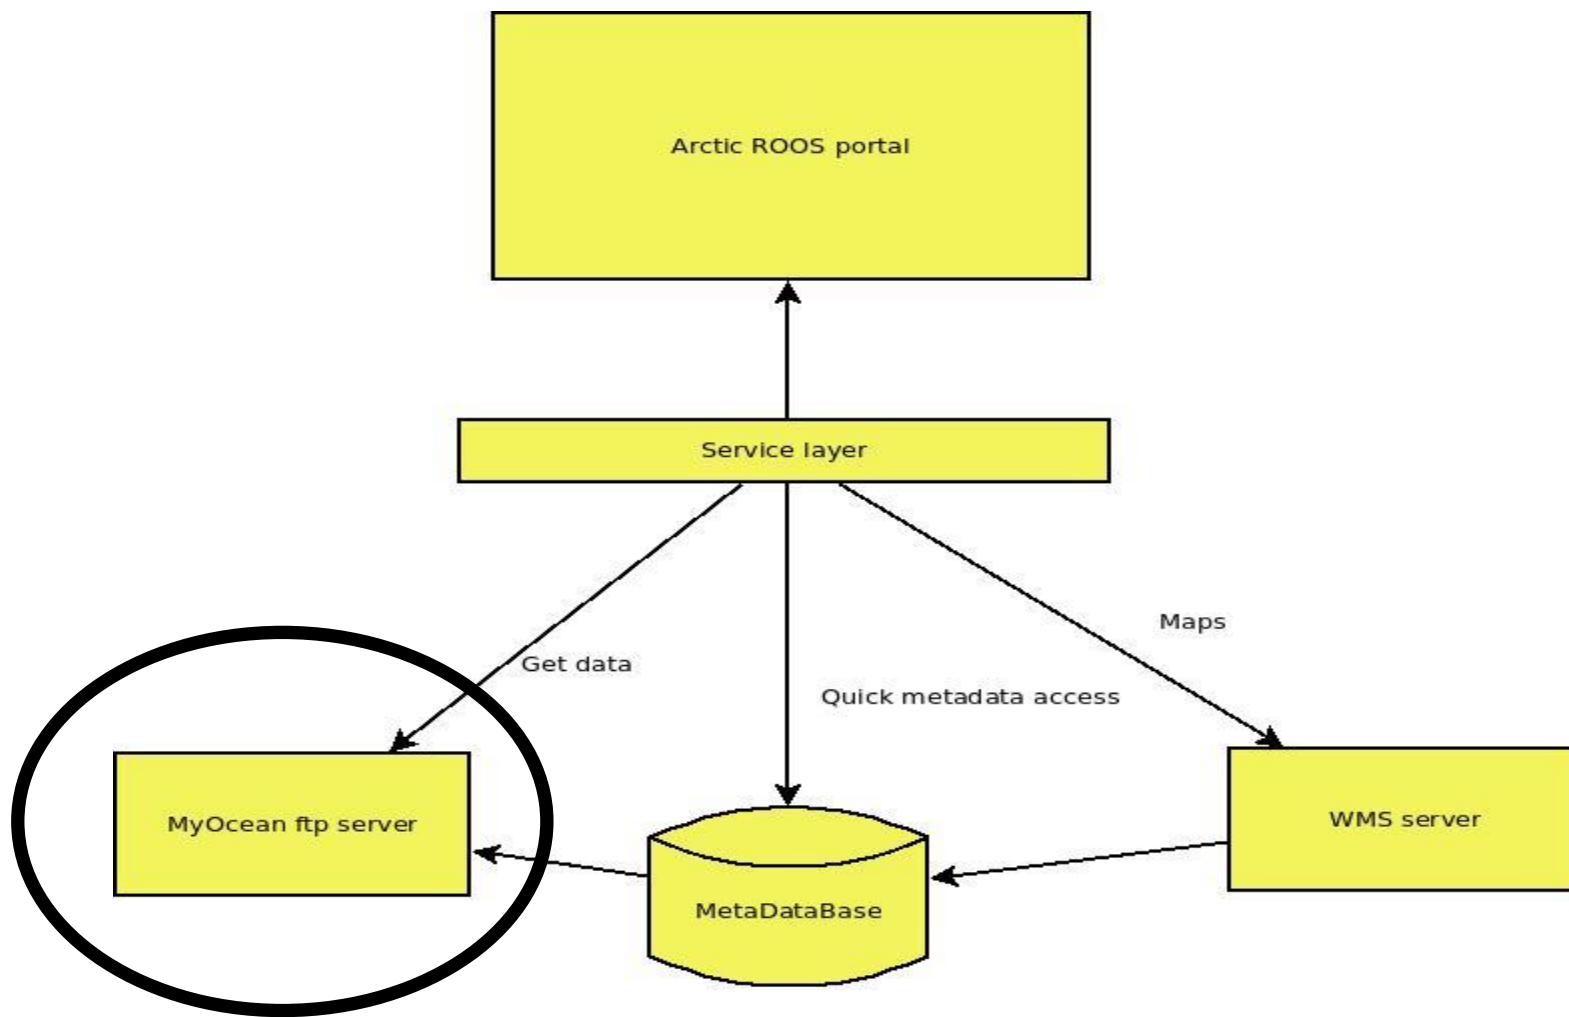 Arctic ROOS portal
Service layer
Maps
Get data
Quick metadata access
MyOcean ftp server
WMS server
MetaDataBase